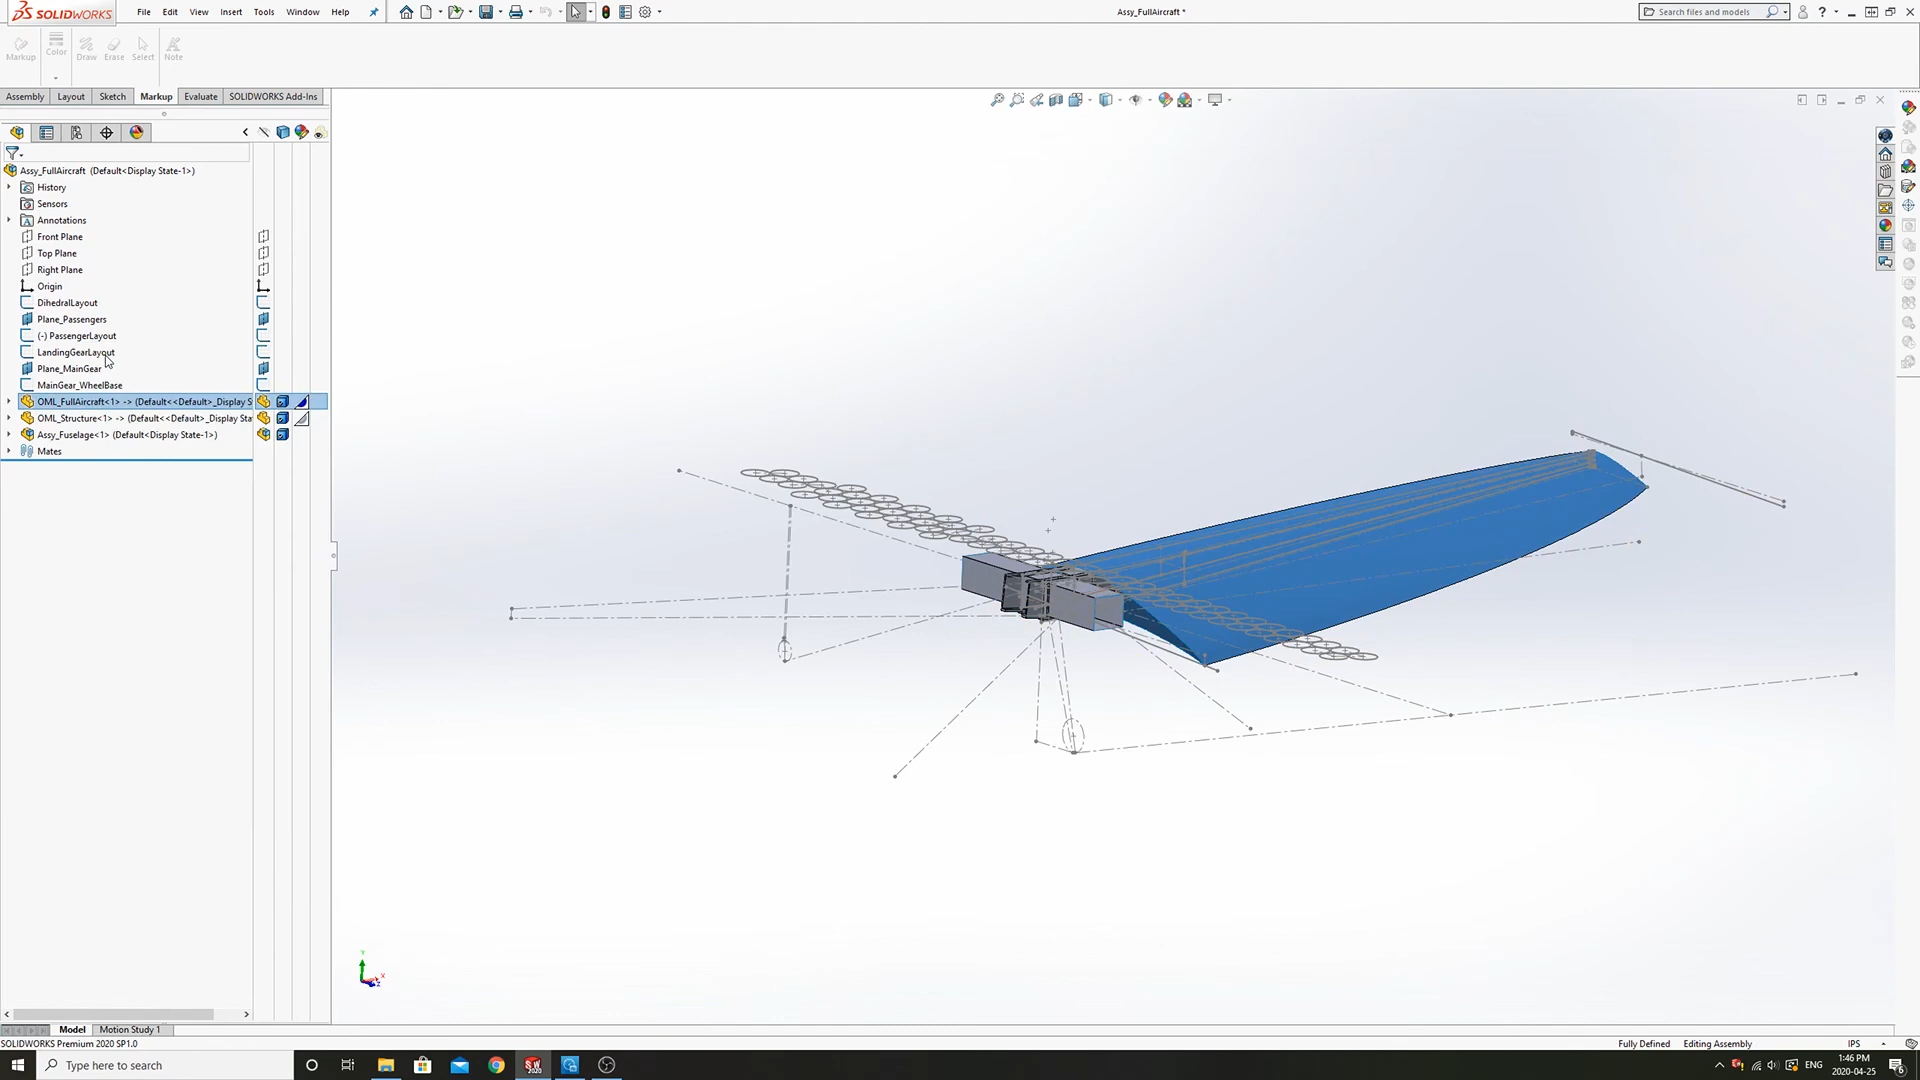 SOLIDWORKS File Edit View Insert Tools Window Help Assy_FullAircraft * Search files and models
Markup Color Draw Erase Select Note
Assembly Layout Sketch Markup Evaluate SOLIDWORKS Add-Ins
Assy_FullAircraft (Default<Display State-1>)
History
Sensors
Annotations
Front Plane
Top Plane
Right Plane
Origin
DihedralLayout
Plane_Passengers
(-) PassengerLayout
LandingGearLayout
Plane_MainGear
MainGear_WheelBase
OML_FullAircraft<1> -> (Default<<Default>_Display S
OML_Structure<1> -> (Default<<Default>_Display Sta
Assy_Fuselage<1> (Default<Display State-1>)
Mates
Model Motion Study 1
SOLIDWORKS Premium 2020 SP1.0 Fully Defined Editing Assembly IPS
Type here to search ENG 1:46 PM
2020-04-25